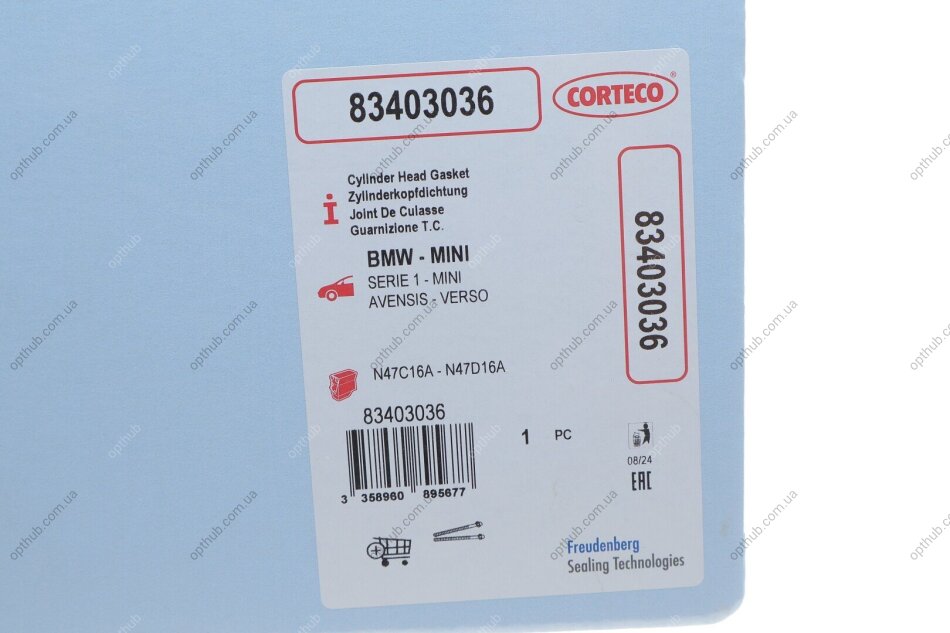 83403036
CORTECO®
Cylinder Head Gasket
Zylinderkopfdichtung
Joint De Culasse
Guarnizione T.C.
BMW - MINI
SERIE 1 - MINI
AVENSIS - VERSO
83403036
N47C16A - N47D16A
83403036
3 358960 895677
1 PC
08/24
EAC
Freudenberg
Sealing Technologies
opthub.com.ua